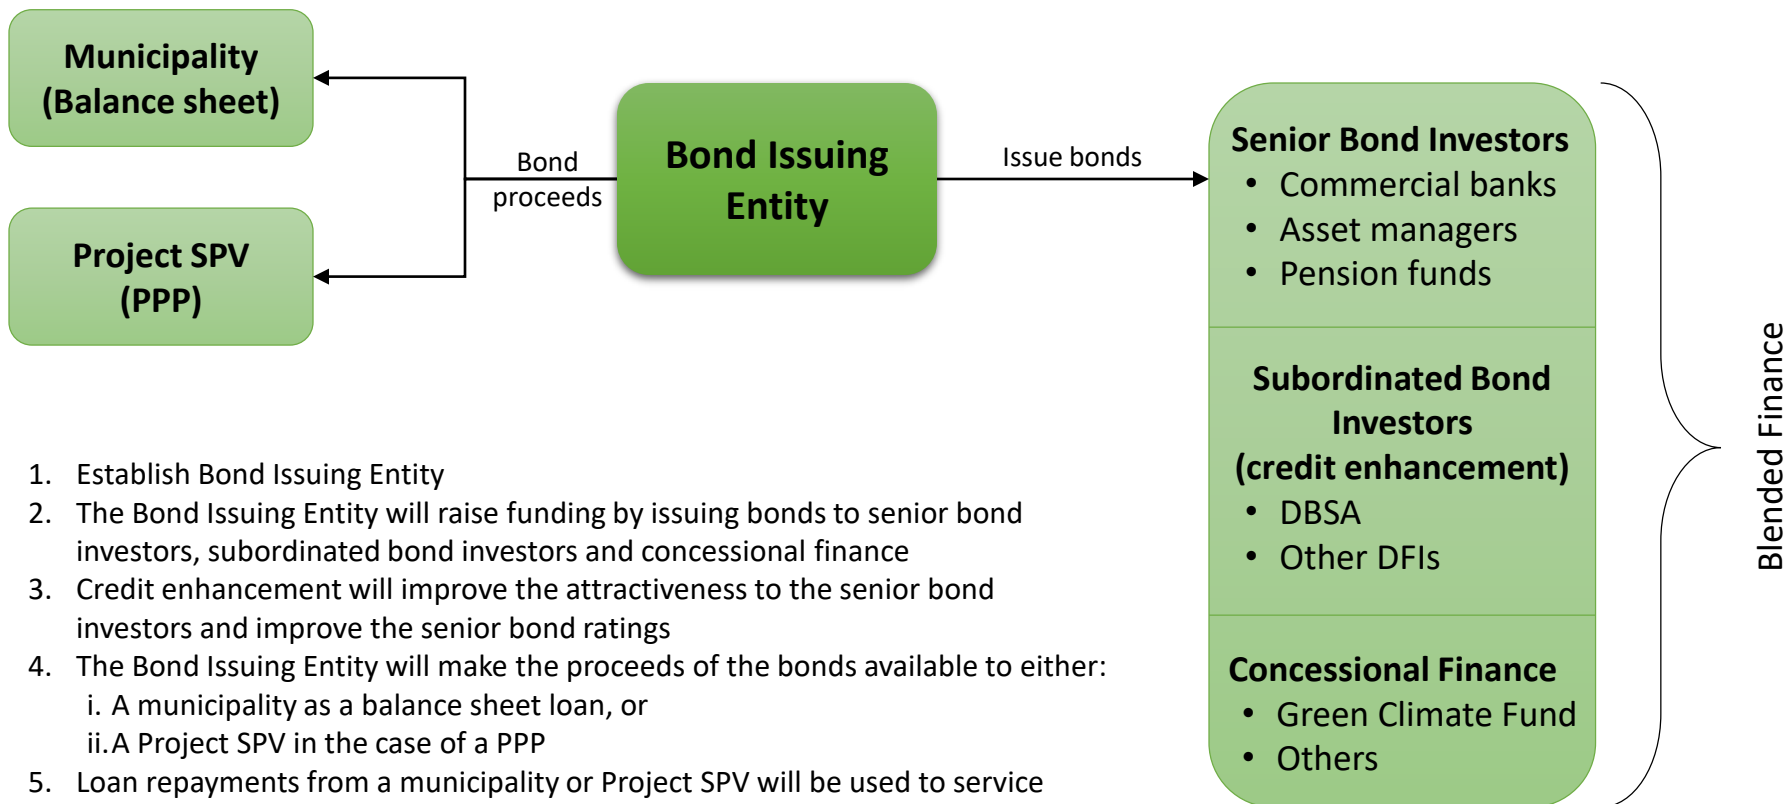 Municipality
(Balance sheet)
Project SPV
(PPP)
Bond
proceeds
Bond Issuing
Entity
Issue bonds
Senior Bond Investors
• Commercial banks
• Asset managers
• Pension funds
Subordinated Bond
Investors
(credit enhancement)
• DBSA
• Other DFIs
Concessional Finance
• Green Climate Fund
• Others
Blended Finance
1. Establish Bond Issuing Entity
2. The Bond Issuing Entity will raise funding by issuing bonds to senior bond
investors, subordinated bond investors and concessional finance
3. Credit enhancement will improve the attractiveness to the senior bond
investors and improve the senior bond ratings
4. The Bond Issuing Entity will make the proceeds of the bonds available to either:
i. A municipality as a balance sheet loan, or
ii.A Project SPV in the case of a PPP
5. Loan repayments from a municipality or Project SPV will be used to service